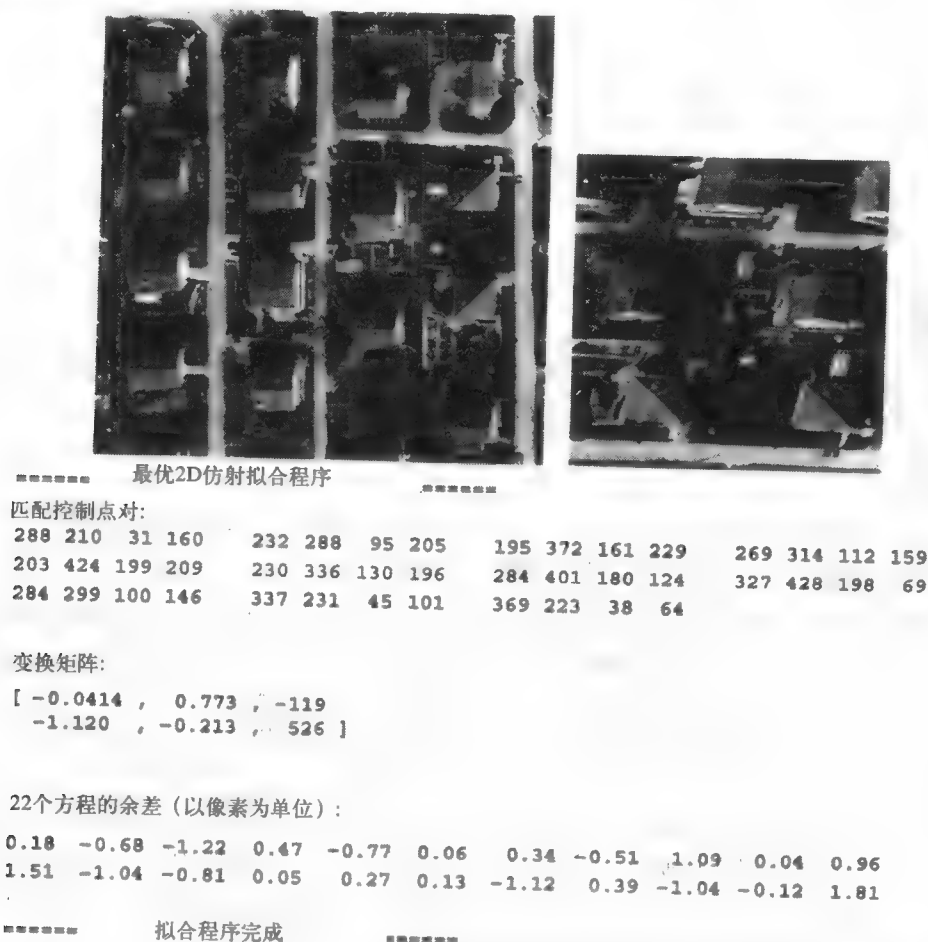 ====== 最优2D仿射拟合程序 ======
匹配控制点对:
288 210 31 160 232 288 95 205 195 372 161 229 269 314 112 159
203 424 199 209 230 336 130 196 284 401 180 124 327 428 198 69
284 299 100 146 337 231 45 101 369 223 38 64
变换矩阵:
[ -0.0414 , 0.773 , -119
-1.120 , -0.213 , 526 ]
22个方程的余差（以像素为单位）:
0.18 -0.68 -1.22 0.47 -0.77 0.06 0.34 -0.51 1.09 0.04 0.96
1.51 -1.04 -0.81 0.05 0.27 0.13 -1.12 0.39 -1.04 -0.12 1.81
====== 拟合程序完成 ======